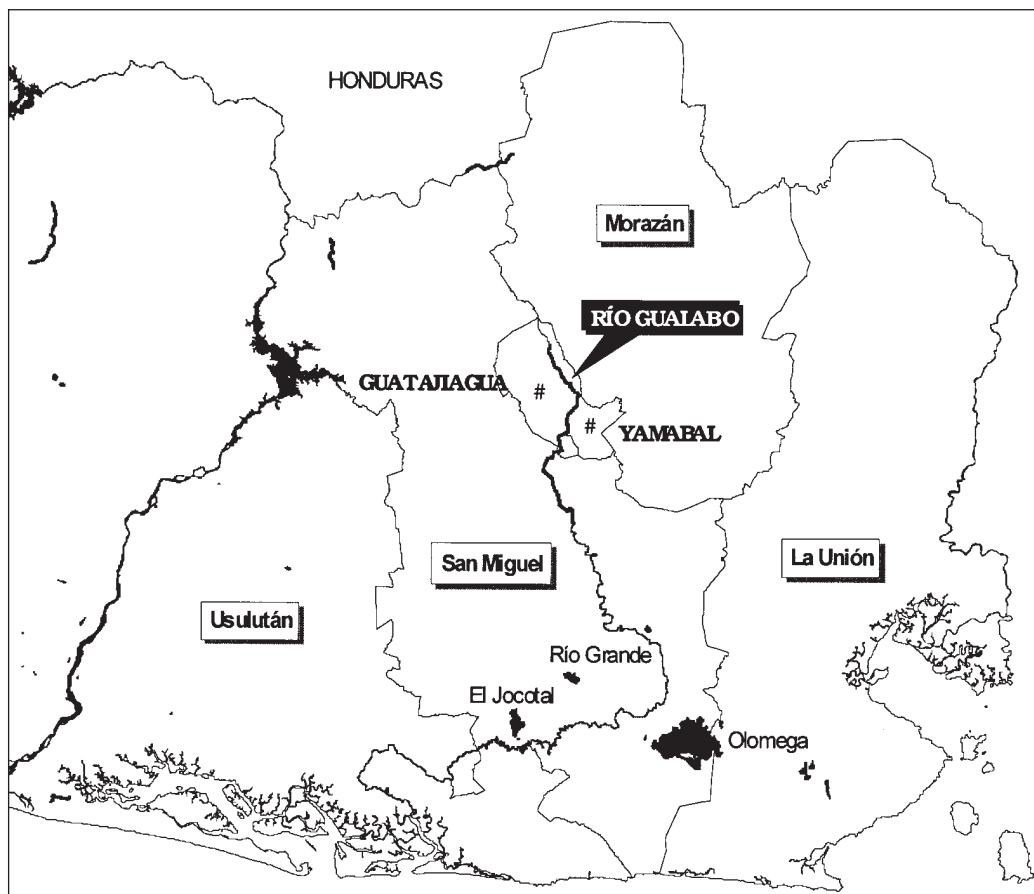 HONDURAS
Morazán
RÍO GUALABO
GUATAJIAGUA
#
#
YAMABAL
San Miguel
La Unión
Usulután
Río Grande
El Jocotal
Olomega